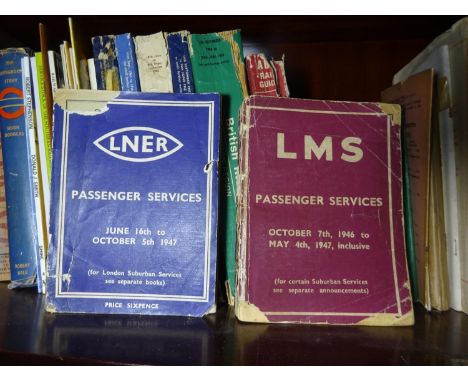 LNER
PASSENGER SERVICES
JUNE 16th to
OCTOBER 5th 1947
(for London Suburban Services
see separate books)
PRICE SIXPENCE
LMS
PASSENGER SERVICES
OCTOBER 7th, 1946 to
MAY 4th, 1947, inclusive
(for certain Suburban Services
see separate announcements)
British